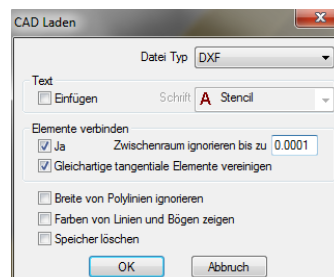 CAD Laden
Datei Typ DXF
Text
Einfügen Schrift A Stencil
Elemente verbinden
Ja Zwischenraum ignorieren bis zu 0.0001
Gleichartige tangentiale Elemente vereinigen
Breite von Polylinien ignorieren
Farben von Linien und Bögen zeigen
Speicher löschen
OK Abbruch